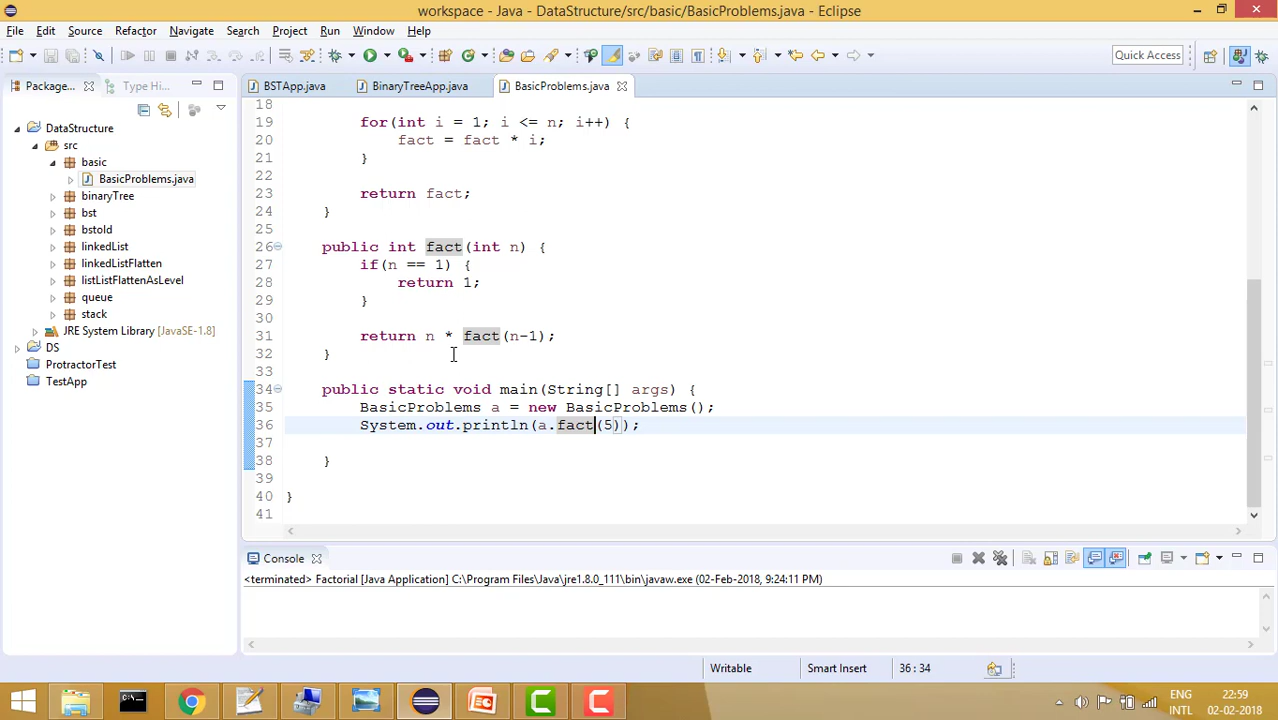 workspace - Java - DataStructure/src/basic/BasicProblems.java - Eclipse
File Edit Source Refactor Navigate Search Project Run Window Help
Quick Access
Package...
Type Hi...
BSTApp.java
BinaryTreeApp.java
BasicProblems.java
DataStructure
src
basic
BasicProblems.java
binaryTree
bst
bstold
linkedList
linkedListFlatten
listListFlattenAsLevel
queue
stack
JRE System Library [JavaSE-1.8]
DS
ProtractorTest
TestApp
18
19 for(int i = 1; i <= n; i++) {
20 fact = fact * i;
21 }
22
23 return fact;
24 }
25
26 public int fact(int n) {
27 if(n == 1) {
28 return 1;
29 }
30
31 return n * fact(n-1);
32 }
33
34 public static void main(String[] args) {
35 BasicProblems a = new BasicProblems();
36 System.out.println(a.fact(5));
37
38 }
39
40 }
41
Console
<terminated> Factorial [Java Application] C:\Program Files\Java\jre1.8.0_111\bin\javaw.exe (02-Feb-2018, 9:24:11 PM)
Writable
Smart Insert
36 : 34
ENG
INTL
22:59
02-02-2018